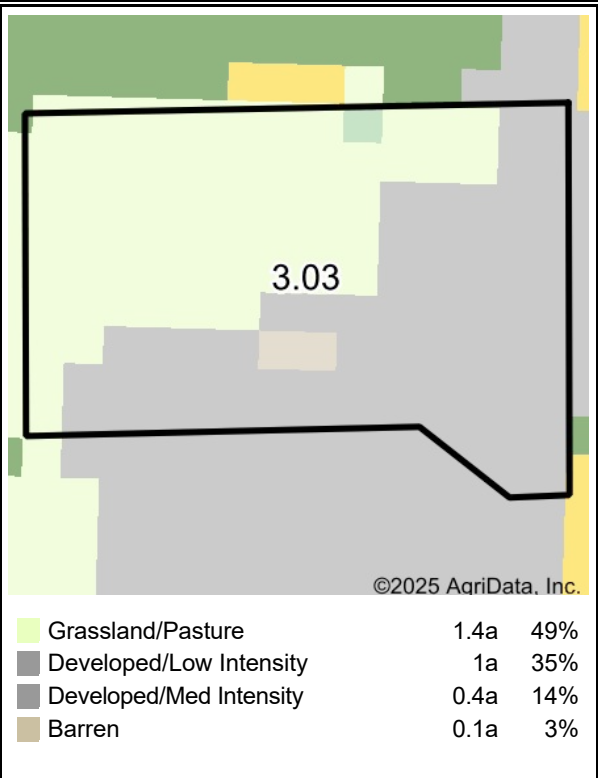 3.03
©2025 AgriData, Inc.
Grassland/Pasture 1.4a 49%
Developed/Low Intensity 1a 35%
Developed/Med Intensity 0.4a 14%
Barren 0.1a 3%